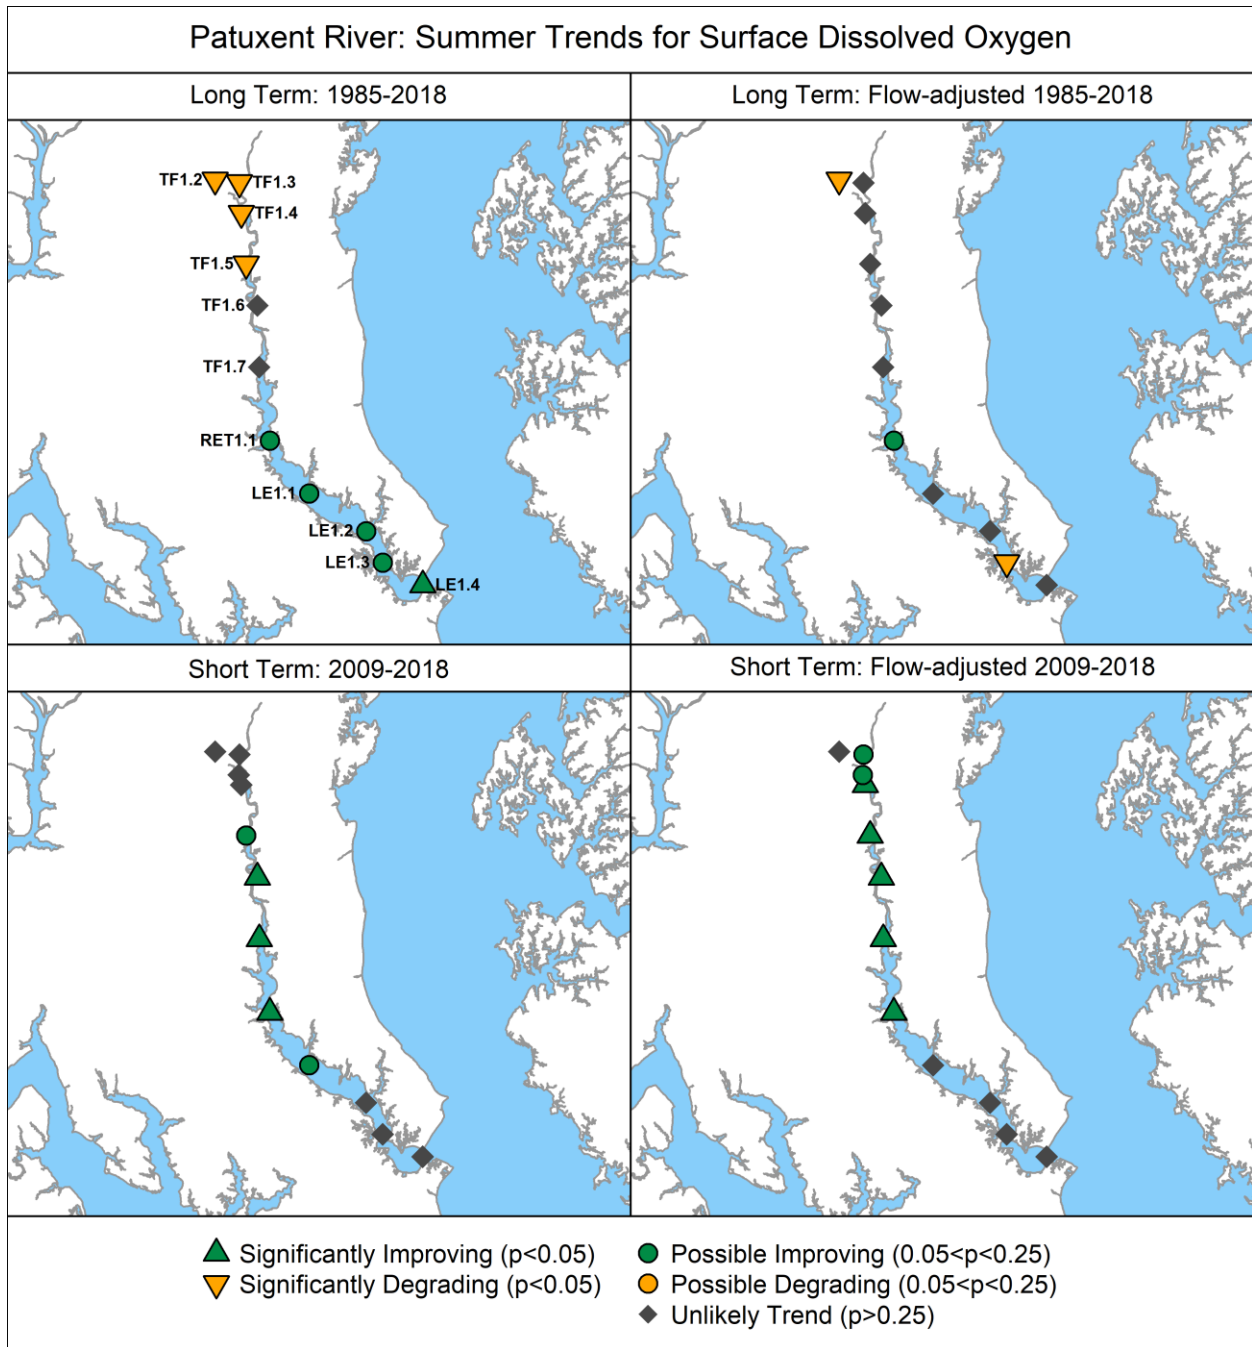 Patuxent River: Summer Trends for Surface Dissolved Oxygen
Long Term: 1985-2018
Long Term: Flow-adjusted 1985-2018
TF1.2
TF1.3
TF1.4
TF1.5
TF1.6
TF1.7
RET1.1
LE1.1
LE1.2
LE1.3
LE1.4
Short Term: 2009-2018
Short Term: Flow-adjusted 2009-2018
Significantly Improving (p<0.05)
Possible Improving (0.05<p<0.25)
Significantly Degrading (p<0.05)
Possible Degrading (0.05<p<0.25)
Unlikely Trend (p>0.25)